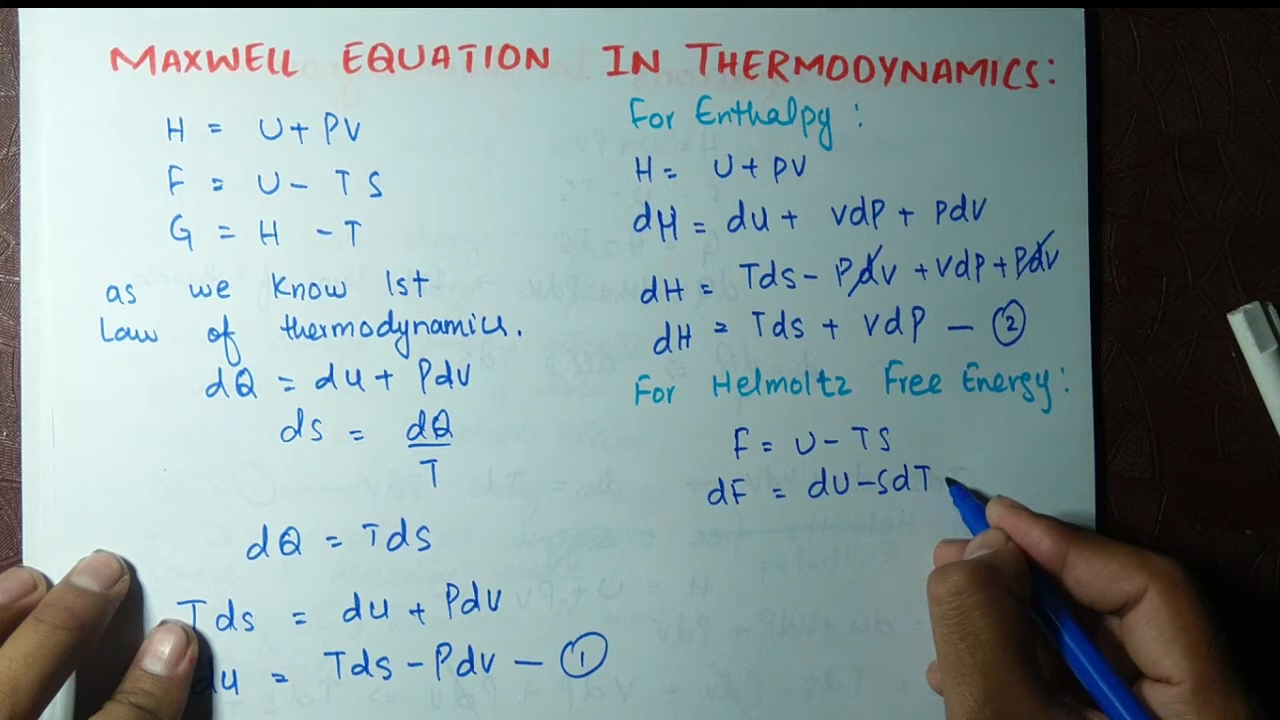 MAXWELL EQUATION IN THERMODYNAMICS:
H = U + PV
F = U - TS
G = H - T
as we know 1st
Law of thermodynamics.
dQ = du + Pdv
ds = dQ/T
dQ = Tds
Tds = du + Pdv
du = Tds - Pdv - ①
For Enthalpy :
H = U + PV
dH = du + vdP + Pdv
dH = Tds - Pdv + vdP + Pdv
dH = Tds + vdP - ②
For Helmoltz Free Energy :
F = U - TS
dF = dU - SdT